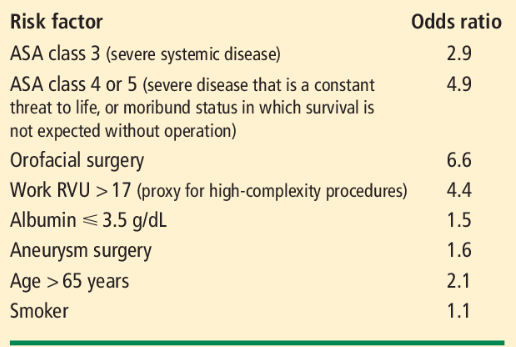 Risk factor Odds ratio
ASA class 3 (severe systemic disease) 2.9
ASA class 4 or 5 (severe disease that is a constant 4.9
threat to life, or moribund status in which survival is
not expected without operation)
Orofacial surgery 6.6
Work RVU > 17 (proxy for high-complexity procedures) 4.4
Albumin ≤ 3.5 g/dL 1.5
Aneurysm surgery 1.6
Age > 65 years 2.1
Smoker 1.1